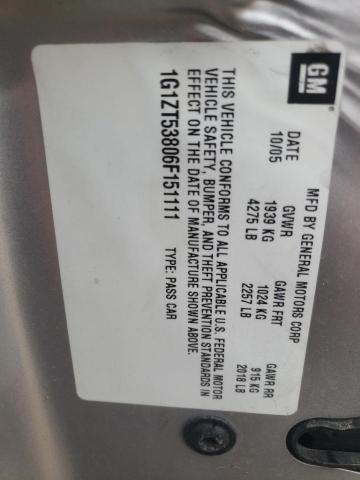 GM
MFD BY GENERAL MOTORS CORP
DATE GVWR GAWR FRT GAWR RR
10/05 1939 KG 1024 KG 915 KG
4275 LB 2257 LB 2018 LB
THIS VEHICLE CONFORMS TO ALL APPLICABLE U.S. FEDERAL MOTOR
VEHICLE SAFETY, BUMPER, AND THEFT PREVENTION STANDARDS IN
EFFECT ON THE DATE OF MANUFACTURE SHOWN ABOVE.
1G1ZT53806F151111 TYPE: PASS CAR